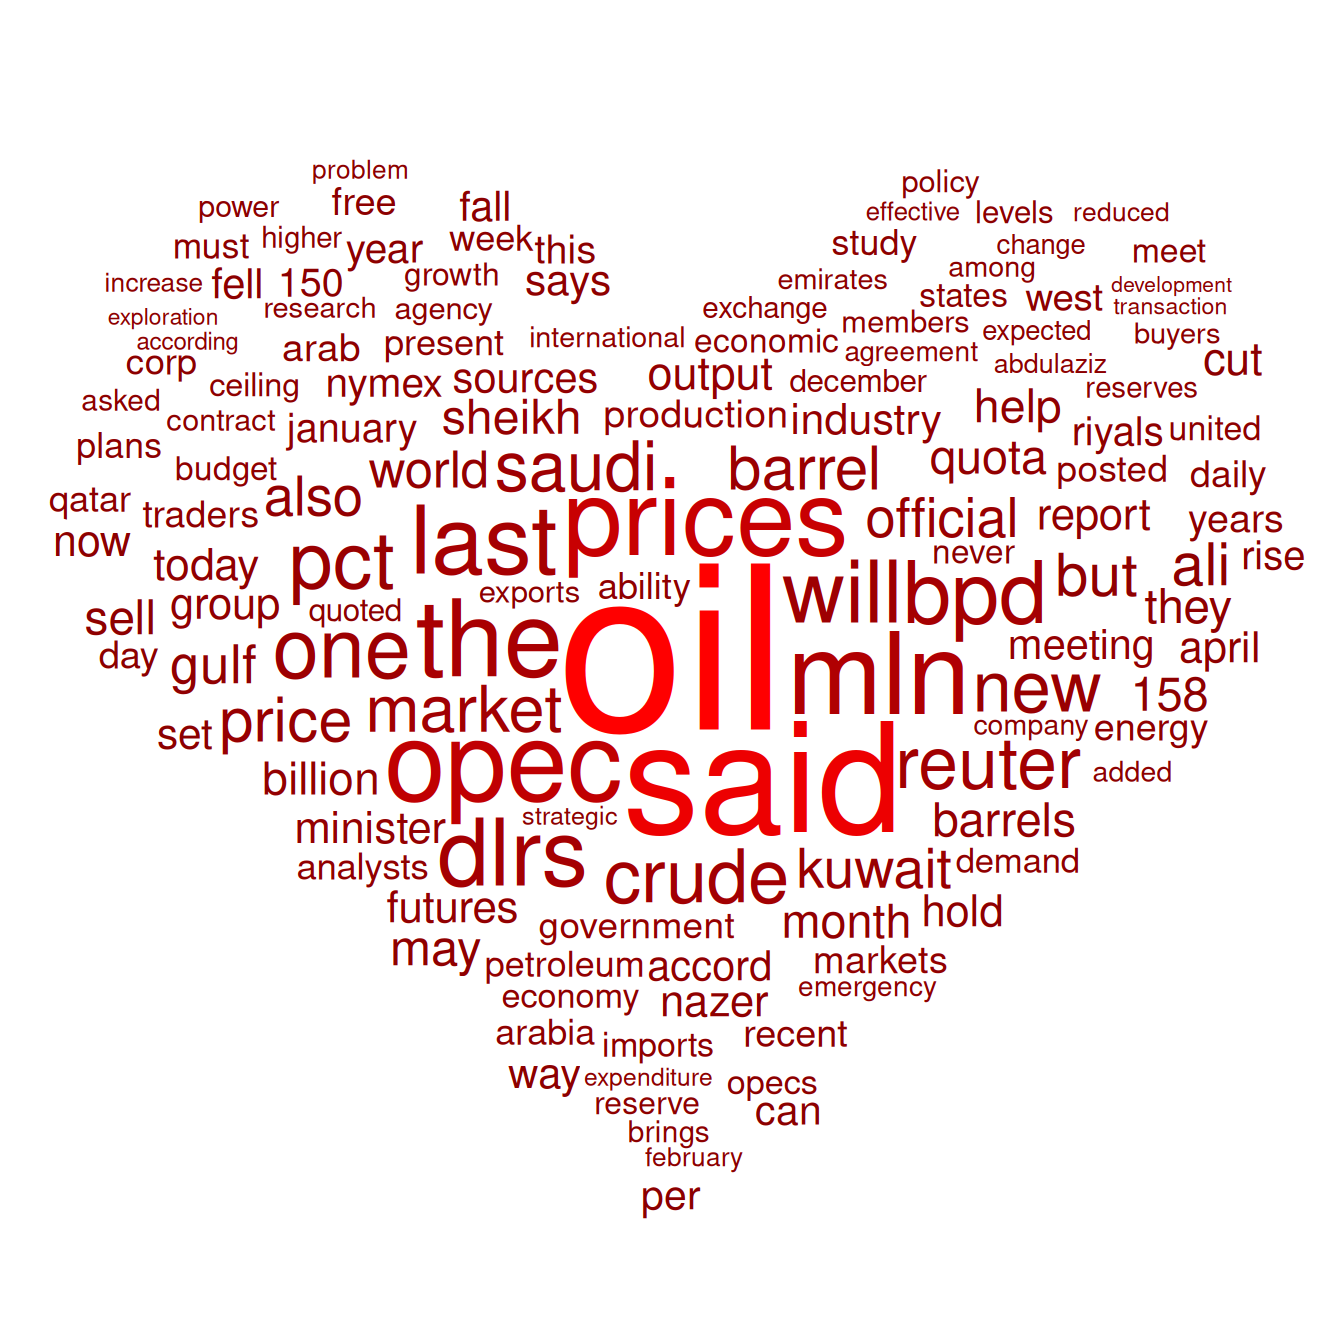 problem
policy
power free fall effective levels reduced
must higher year week this study change meet
increase fell 150 growth says emirates among development
exploration research agency exchange states west transaction
according international members expected buyers
corp arab present economic agreement abdulaziz cut
asked ceiling nymex sources output december reserves
plans contract january sheikh production industry help riyals united
qatar budget world saudi barrel quota posted daily
now traders also last prices official report years
today pct exports ability never but ali rise
sell group quoted the oil will bpd they
day gulf one mln new meeting april
set price market 158
billion opec said reuter company energy
minister strategic added
analysts dlrs crude kuwait barrels
futures demand
may government month hold
petroleum accord markets
economy nazer emergency
arabia imports recent
way expenditure opecs
reserve can
brings
february
per